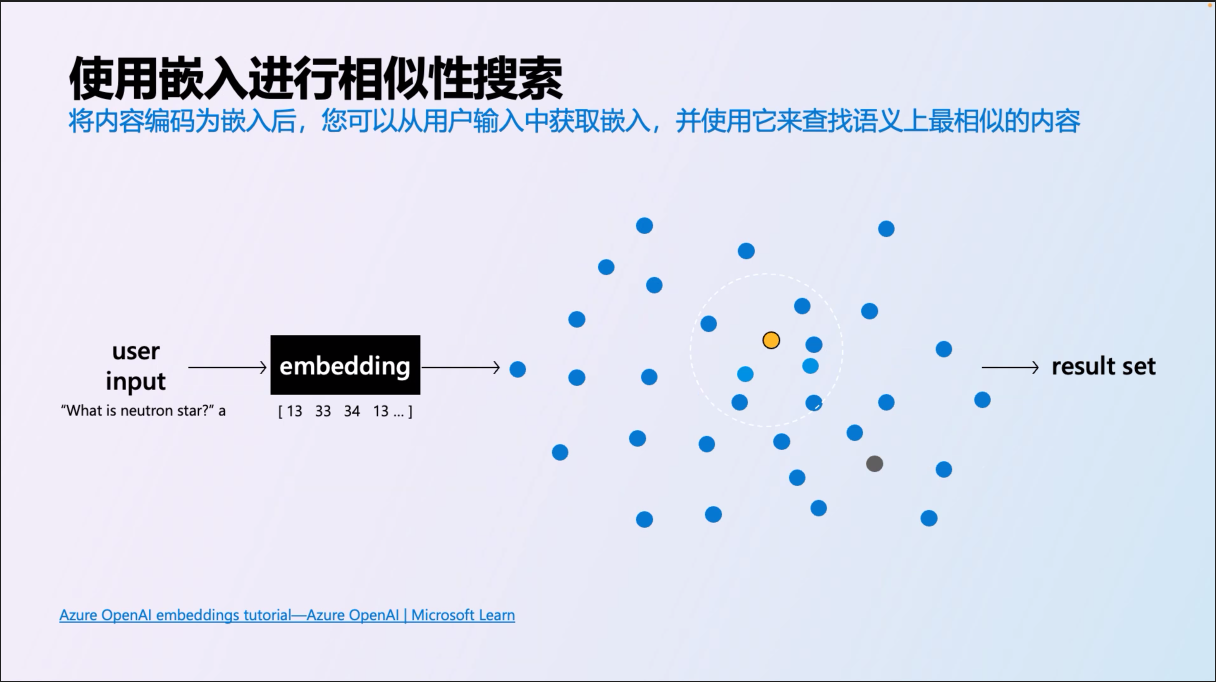 使用嵌入进行相似性搜索
将内容编码为嵌入后，您可以从用户输入中获取嵌入，并使用它来查找语义上最相似的内容
user
input
embedding
result set
“What is neutron star?” a
[ 13 33 34 13 ... ]
Azure OpenAI embeddings tutorial—Azure OpenAI | Microsoft Learn